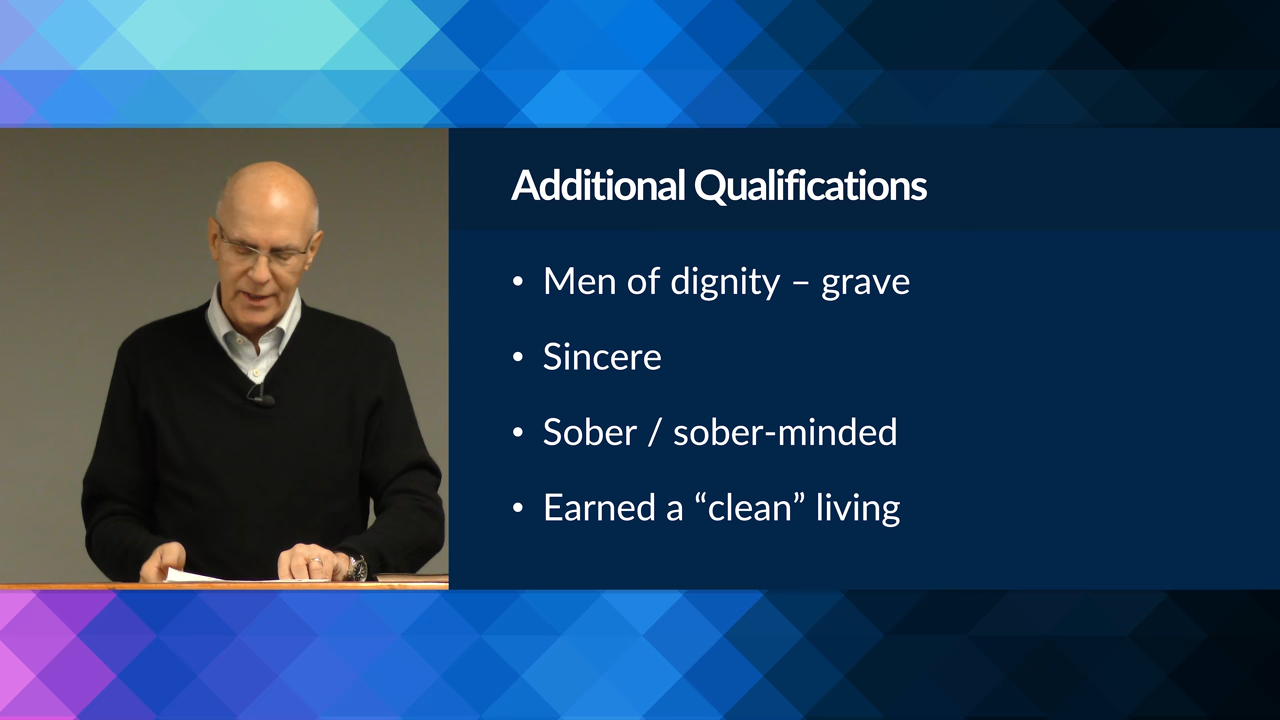 Additional Qualifications
• Men of dignity – grave
• Sincere
• Sober / sober-minded
• Earned a “clean” living